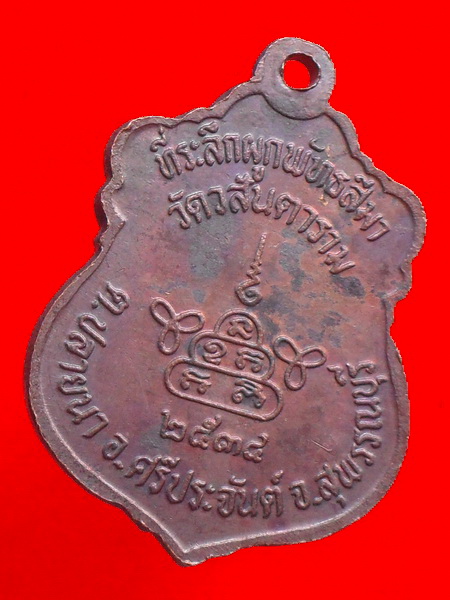 ที่ระลึกผูกพัทธสีมา
วัดวสันตาราม
๒๕๓๔
ต.ปลายนา อ.ศรีประจันต์ จ.สุพรรณบุรี